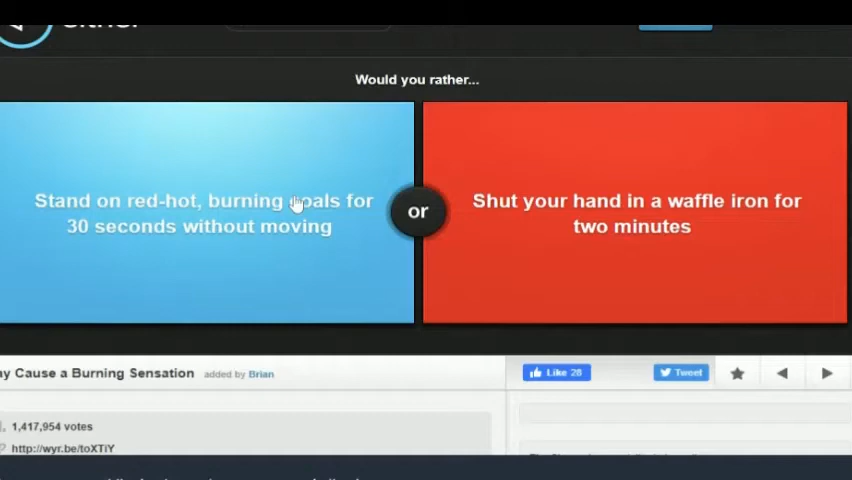 Would you rather...
Stand on red-hot, burning coals for
30 seconds without moving
or
Shut your hand in a waffle iron for
two minutes
ay Cause a Burning Sensation added by Brian
Like 28 Tweet
1,417,954 votes
http://wyr.be/toXTiY